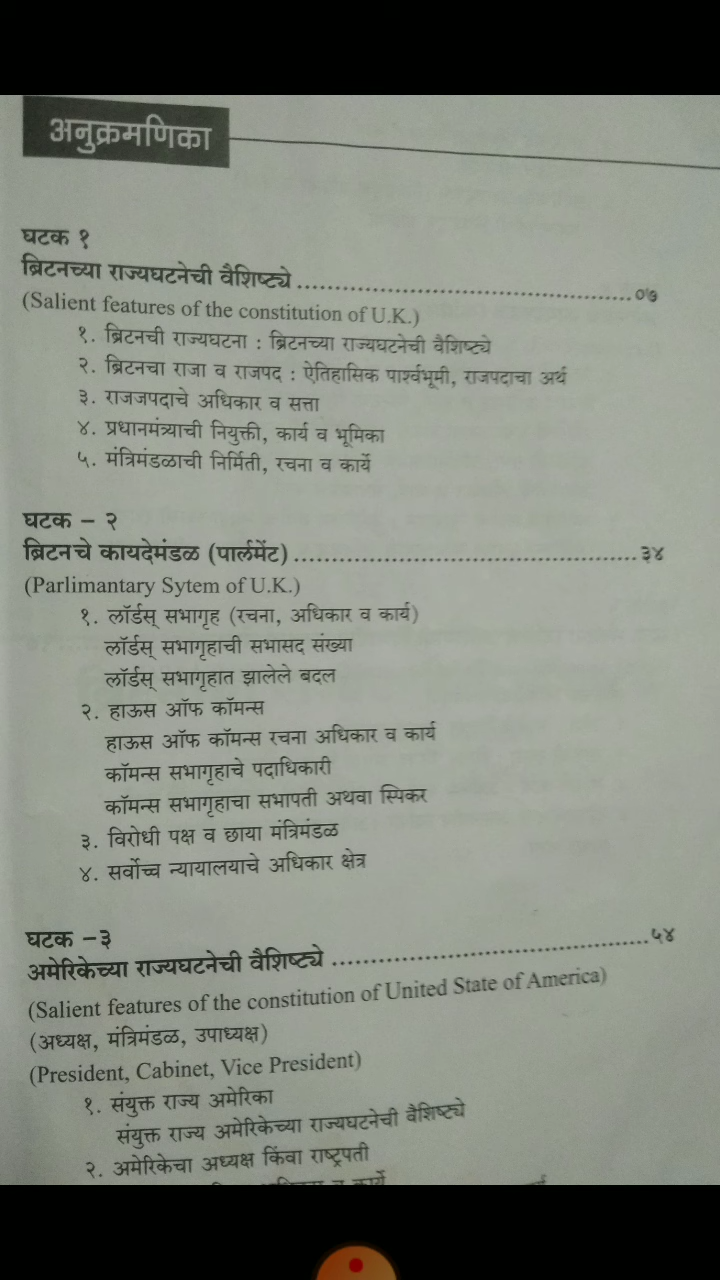 अनुक्रमणिका
घटक १
ब्रिटनच्या राज्यघटनेची वैशिष्ट्ये ................................................ ०७
(Salient features of the constitution of U.K.)
१. ब्रिटनची राज्यघटना : ब्रिटनच्या राज्यघटनेची वैशिष्ट्ये
२. ब्रिटनचा राजा व राजपद : ऐतिहासिक पार्श्वभूमी, राजपदाचा अर्थ
३. राजजपदाचे अधिकार व सत्ता
४. प्रधानमंत्र्याची नियुक्ती, कार्य व भूमिका
५. मंत्रिमंडळाची निर्मिती, रचना व कार्ये
घटक – २
ब्रिटनचे कायदेमंडळ (पार्लमेंट) ................................................ ३४
(Parlimantary Sytem of U.K.)
१. लॉर्डस् सभागृह (रचना, अधिकार व कार्य)
लॉर्डस् सभागृहाची सभासद संख्या
लॉर्डस् सभागृहात झालेले बदल
२. हाऊस ऑफ कॉमन्स
हाऊस ऑफ कॉमन्स रचना अधिकार व कार्य
कॉमन्स सभागृहाचे पदाधिकारी
कॉमन्स सभागृहाचा सभापती अथवा स्पिकर
३. विरोधी पक्ष व छाया मंत्रिमंडळ
४. सर्वोच्च न्यायालयाचे अधिकार क्षेत्र
घटक –३
अमेरिकेच्या राज्यघटनेची वैशिष्ट्ये ............................................ ५४
(Salient features of the constitution of United State of America)
(अध्यक्ष, मंत्रिमंडळ, उपाध्यक्ष)
(President, Cabinet, Vice President)
१. संयुक्त राज्य अमेरिका
संयुक्त राज्य अमेरिकेच्या राज्यघटनेची वैशिष्ट्ये
२. अमेरिकेचा अध्यक्ष किंवा राष्ट्रपती